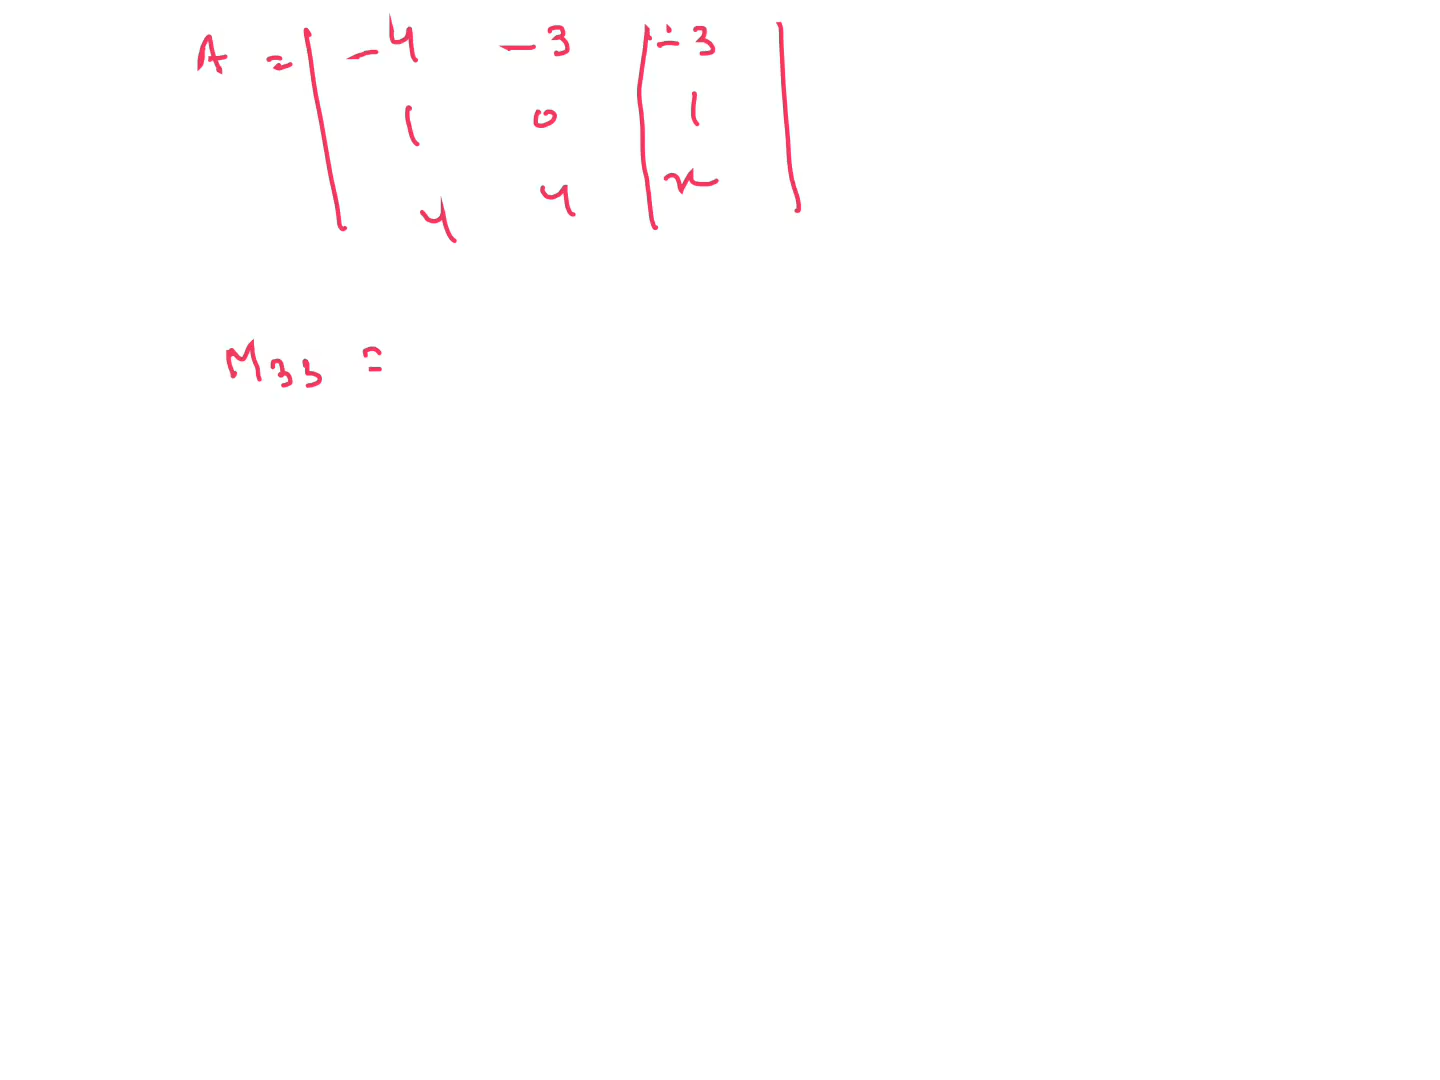 A = | -4 -3 | -3 |
1 0 | 1
4 4 | x
M33 =